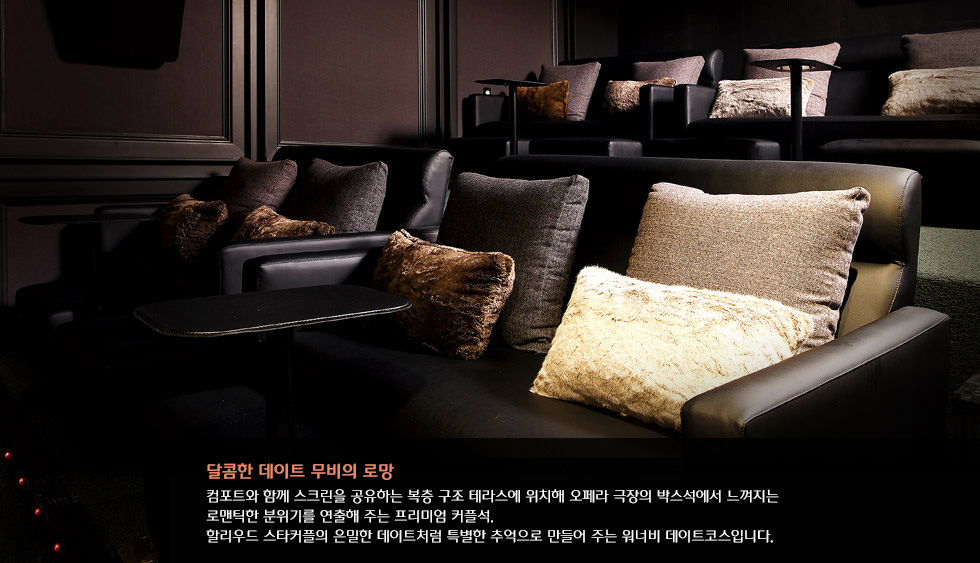 달콤한 데이트 무비의 로망
컴포트와 함께 스크린을 공유하는 복층 구조 테라스에 위치해 오페라 극장의 박스석에서 느껴지는
로맨틱한 분위기를 연출해 주는 프리미엄 커플석.
할리우드 스타커플의 은밀한 데이트처럼 특별한 추억으로 만들어 주는 워너비 데이트코스입니다.